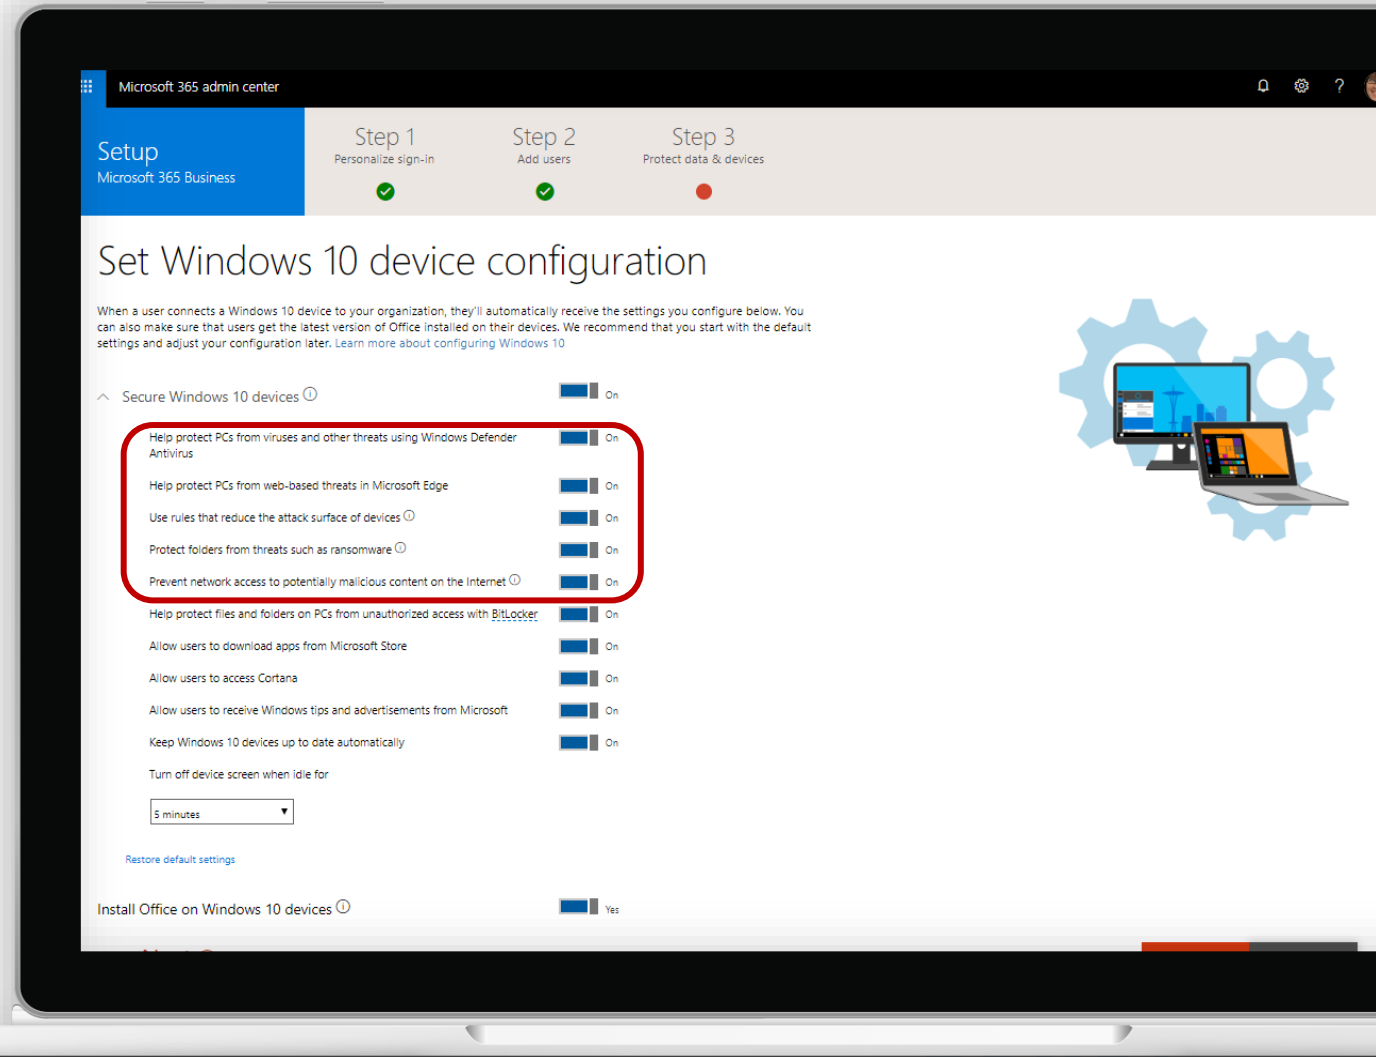 Microsoft 365 admin center
?
Setup
Microsoft 365 Business
Step 1
Personalize sign-in
Step 2
Add users
Step 3
Protect data & devices
Set Windows 10 device configuration
When a user connects a Windows 10 device to your organization, they'll automatically receive the settings you configure below. You
can also make sure that users get the latest version of Office installed on their devices. We recommend that you start with the default
settings and adjust your configuration later. Learn more about configuring Windows 10
Secure Windows 10 devices On
Help protect PCs from viruses and other threats using Windows Defender On
Antivirus
Help protect PCs from web-based threats in Microsoft Edge On
Use rules that reduce the attack surface of devices On
Protect folders from threats such as ransomware On
Prevent network access to potentially malicious content on the Internet On
Help protect files and folders on PCs from unauthorized access with BitLocker On
Allow users to download apps from Microsoft Store On
Allow users to access Cortana On
Allow users to receive Windows tips and advertisements from Microsoft On
Keep Windows 10 devices up to date automatically On
Turn off device screen when idle for
5 minutes
Restore default settings
Install Office on Windows 10 devices Yes